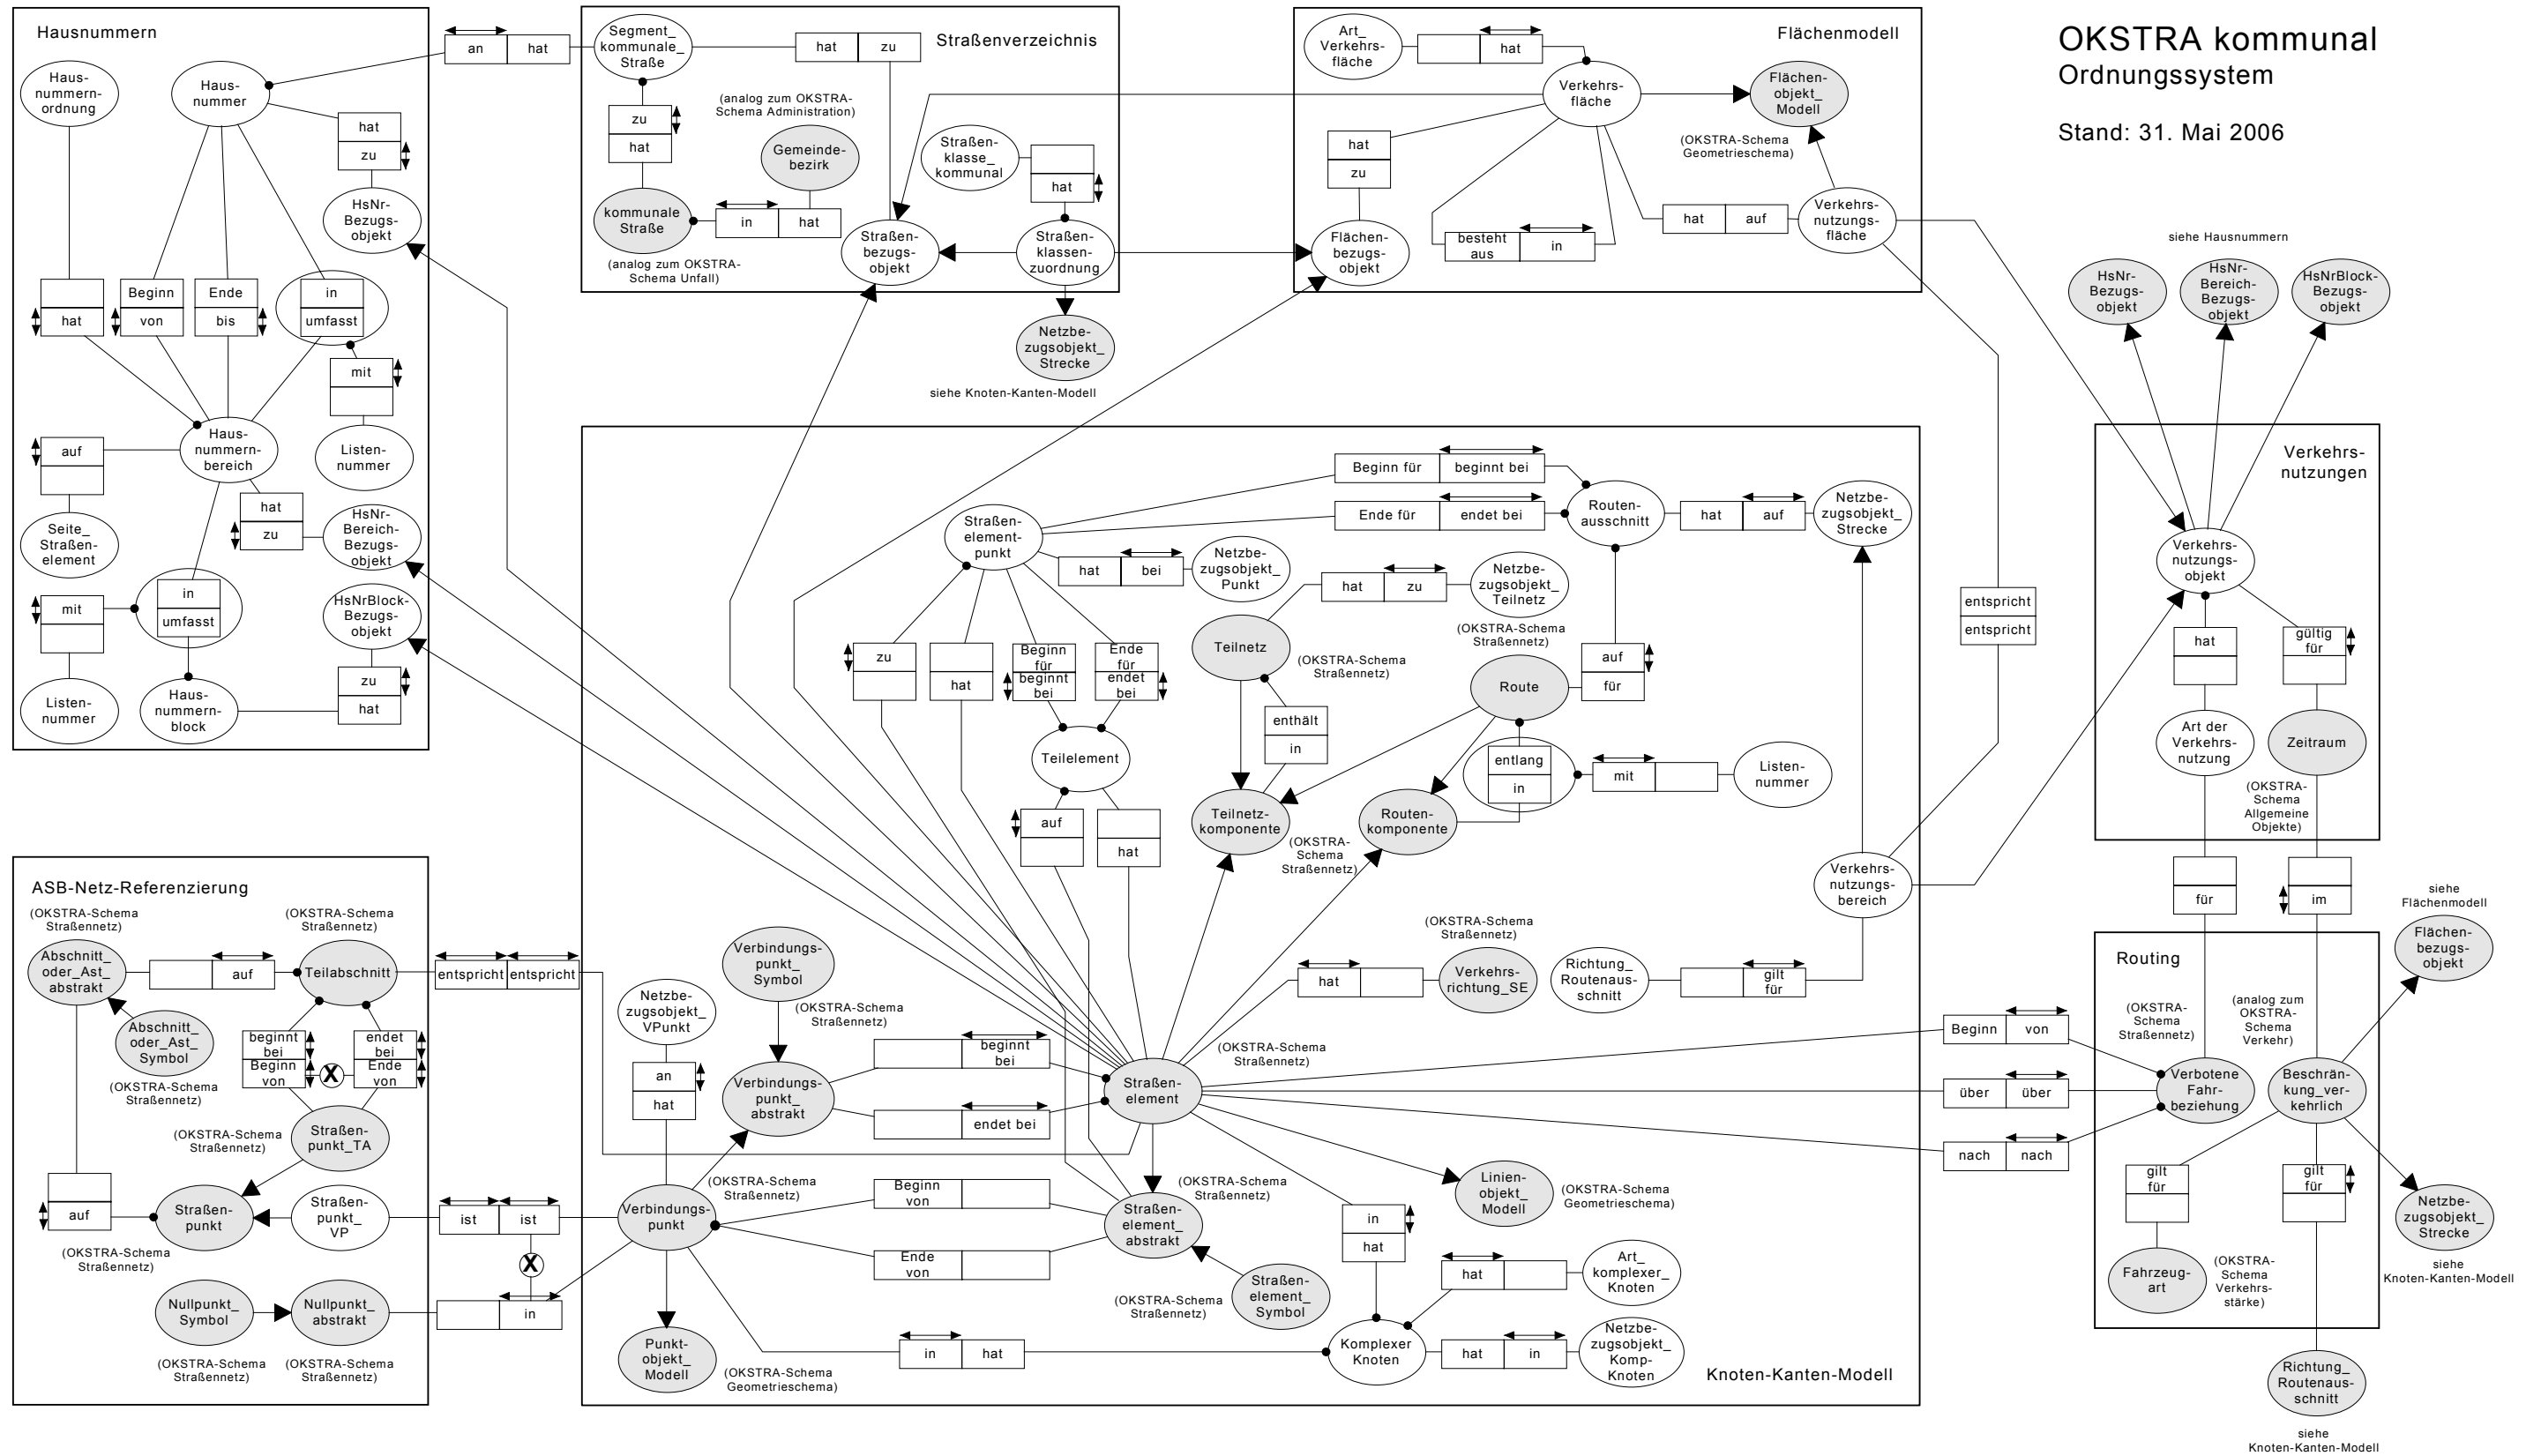 OKSTRA kommunal
Ordnungssystem
Stand: 31. Mai 2006
Hausnummern
Haus-
nummern-
ordnung
Haus-
nummer
an
hat
hat
zu
HsNr-
Bezugs-
objekt
hat
Beginn
von
Ende
bis
in
umfasst
mit
Listen-
nummer
Haus-
nummern-
bereich
auf
Seite_
Straßen-
element
hat
zu
HsNr-
Bereich-
Bezugs-
objekt
in
umfasst
mit
Listen-
nummer
HsNrBlock-
Bezugs-
objekt
zu
hat
Haus-
nummern-
block
Straßenverzeichnis
Segment_
kommunale_
Straße
hat
zu
zu
hat
(analog zum OKSTRA-
Schema Administration)
Gemeinde-
bezirk
kommunale
Straße
in
hat
(analog zum OKSTRA-
Schema Unfall)
Straßen-
klasse_
kommunal
hat
Straßen-
bezugs-
objekt
Straßen-
klassen-
zuordnung
Netzbe-
zugsobjekt_
Strecke
siehe Knoten-Kanten-Modell
Flächenmodell
Art_
Verkehrs-
fläche
hat
Verkehrs-
fläche
Flächen-
objekt_
Modell
(OKSTRA-Schema
Geometrieschema)
hat
zu
Flächen-
bezugs-
objekt
besteht
aus
in
hat
auf
Verkehrs-
nutzungs-
fläche
siehe Hausnummern
HsNr-
Bezugs-
objekt
HsNr-
Bereich-
Bezugs-
objekt
HsNrBlock-
Bezugs-
objekt
Verkehrs-
nutzungen
Verkehrs-
nutzungs-
objekt
entspricht
entspricht
hat
gültig
für
Art der
Verkehrs-
nutzung
Zeitraum
(OKSTRA-
Schema
Allgemeine
Objekte)
für
im
Knoten-Kanten-Modell
Straßen-
element-
punkt
Beginn für
beginnt bei
Ende für
endet bei
Routen-
ausschnitt
hat
auf
Netzbe-
zugsobjekt_
Strecke
hat
bei
Netzbe-
zugsobjekt_
Punkt
hat
zu
Netzbe-
zugsobjekt_
Teilnetz
(OKSTRA-Schema
Straßennetz)
Teilnetz
(OKSTRA-Schema
Straßennetz)
Route
auf
für
zu
hat
Beginn
für
beginnt
bei
Ende
für
endet
bei
Teilelement
enthält
in
entlang
in
mit
Listen-
nummer
auf
hat
Teilnetz-
komponente
(OKSTRA-
Schema
Straßennetz)
Routen-
komponente
Verkehrs-
nutzungs-
bereich
(OKSTRA-Schema
Straßennetz)
hat
Verkehrs-
richtung_SE
Richtung_
Routenaus-
schnitt
gilt
für
Verbindungs-
punkt_
Symbol
(OKSTRA-Schema
Straßennetz)
Netzbe-
zugsobjekt_
VPunkt
an
hat
Verbindungs-
punkt_
abstrakt
beginnt
bei
endet bei
(OKSTRA-Schema
Straßennetz)
Straßen-
element
(OKSTRA-Schema
Straßennetz)
Verbindungs-
punkt
Beginn
von
Ende
von
(OKSTRA-Schema
Straßennetz)
Straßen-
element_
abstrakt
Linien-
objekt_
Modell
(OKSTRA-Schema
Geometrieschema)
in
hat
(OKSTRA-Schema
Straßennetz)
Straßen-
element_
Symbol
hat
Art_
komplexer_
Knoten
Punkt-
objekt_
Modell
(OKSTRA-Schema
Geometrieschema)
in
hat
Komplexer
Knoten
hat
in
Netzbe-
zugsobjekt_
Komp-
Knoten
ASB-Netz-Referenzierung
(OKSTRA-Schema
Straßennetz)
(OKSTRA-Schema
Straßennetz)
Abschnitt_
oder_Ast_
abstrakt
auf
Teilabschnitt
entspricht
entspricht
Abschnitt_
oder_Ast_
Symbol
(OKSTRA-Schema
Straßennetz)
beginnt
bei
Beginn
von
X
endet
bei
Ende
von
(OKSTRA-Schema
Straßennetz)
Straßen-
punkt_TA
auf
Straßen-
punkt
(OKSTRA-Schema
Straßennetz)
Straßen-
punkt_
VP
ist
ist
X
Nullpunkt_
Symbol
Nullpunkt_
abstrakt
in
(OKSTRA-Schema
Straßennetz)
(OKSTRA-Schema
Straßennetz)
Routing
siehe
Flächenmodell
Flächen-
bezugs-
objekt
(OKSTRA-
Schema
Straßennetz)
(analog zum
OKSTRA-
Schema
Verkehr)
Beginn
von
über
über
nach
nach
Verbotene
Fahr-
beziehung
Beschrän-
kung_ver-
kehrlich
gilt
für
gilt
für
Fahrzeug-
art
(OKSTRA-
Schema
Verkehrs-
stärke)
Netzbe-
zugsobjekt_
Strecke
siehe
Knoten-Kanten-Modell
Richtung_
Routenaus-
schnitt
siehe
Knoten-Kanten-Modell